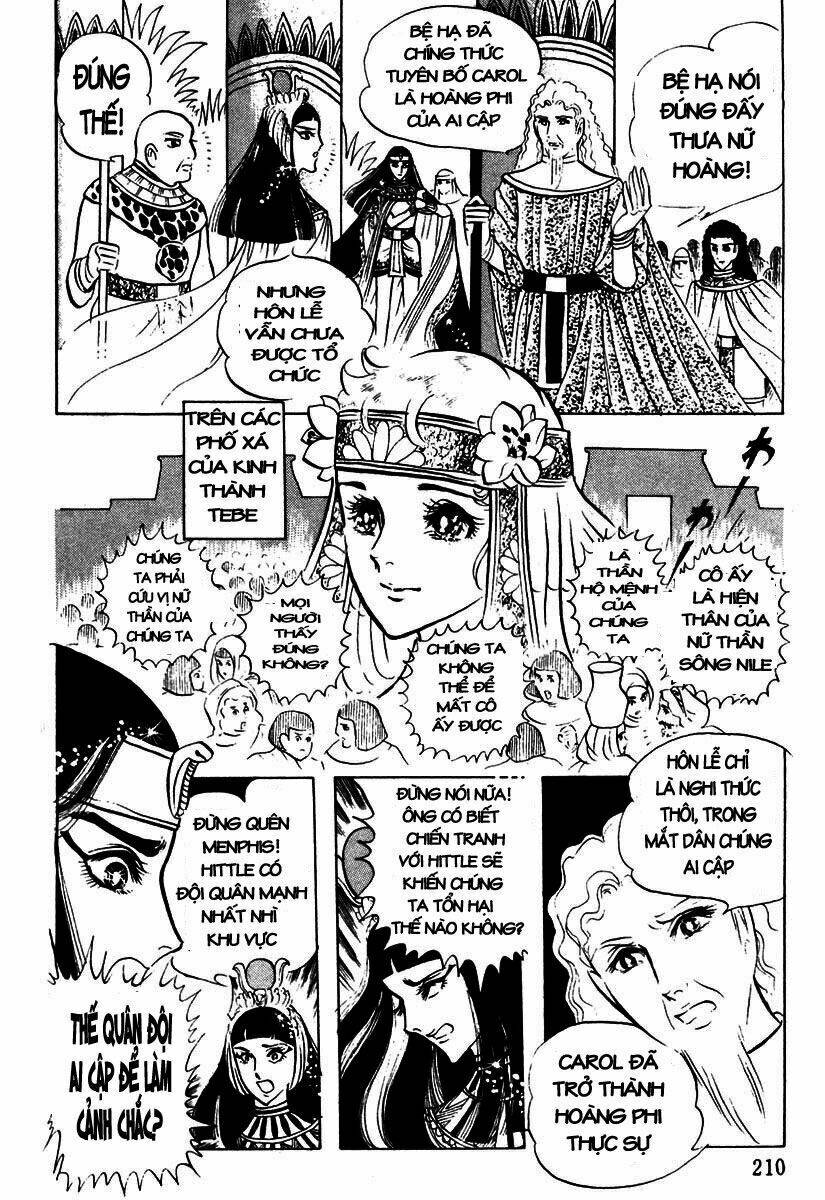 BỆ HẠ NÓI
ĐÚNG ĐẤY
THƯA NỮ
HOÀNG!
BỆ HẠ ĐÃ
CHÍNG THỨC
TUYÊN BỐ CAROL
LÀ HOÀNG PHI
CỦA AI CẬP
ĐÚNG
THẾ!
NHƯNG
HÔN LỄ
VẪN CHƯA
ĐƯỢC TỔ
CHỨC
TRÊN CÁC
PHỐ XÁ
CỦA KINH
THÀNH
TEBE
わ
わ
CÔ ẤY
LÀ HIỆN
THÂN CỦA
NỮ THẦN
SÔNG NILE
LÀ
THẦN
HỘ MỆNH
CỦA
CHÚNG
TA
CHÚNG TA
KHÔNG
THỂ ĐỂ
MẤT CÔ
ẤY ĐƯỢC
MỌI
NGƯỜI
THẤY
ĐÚNG
KHÔNG?
CHÚNG
TA PHẢI
CỨU VỊ NỮ
THẦN CỦA
CHÚNG TA
HÔN LỄ CHỈ
LÀ NGHI THỨC
THÔI, TRONG
MẮT DÂN CHÚNG
AI CẬP
CAROL ĐÃ
TRỞ THÀNH
HOÀNG PHI
THỰC SỰ
ĐỪNG NÓI NỮA!
ÔNG CÓ BIẾT
CHIẾN TRANH
VỚI HITTLE SẼ
KHIẾN CHÚNG
TA TỔN HẠI
THẾ NÀO KHÔNG?
ĐỪNG QUÊN
MENPHIS!
HITTLE CÓ
ĐỘI QUÂN MẠNH
NHẤT NHÌ
KHU VỰC
THẾ QUÂN ĐỘI
AI CẬP ĐỂ LÀM
CẢNH CHẮC?
210